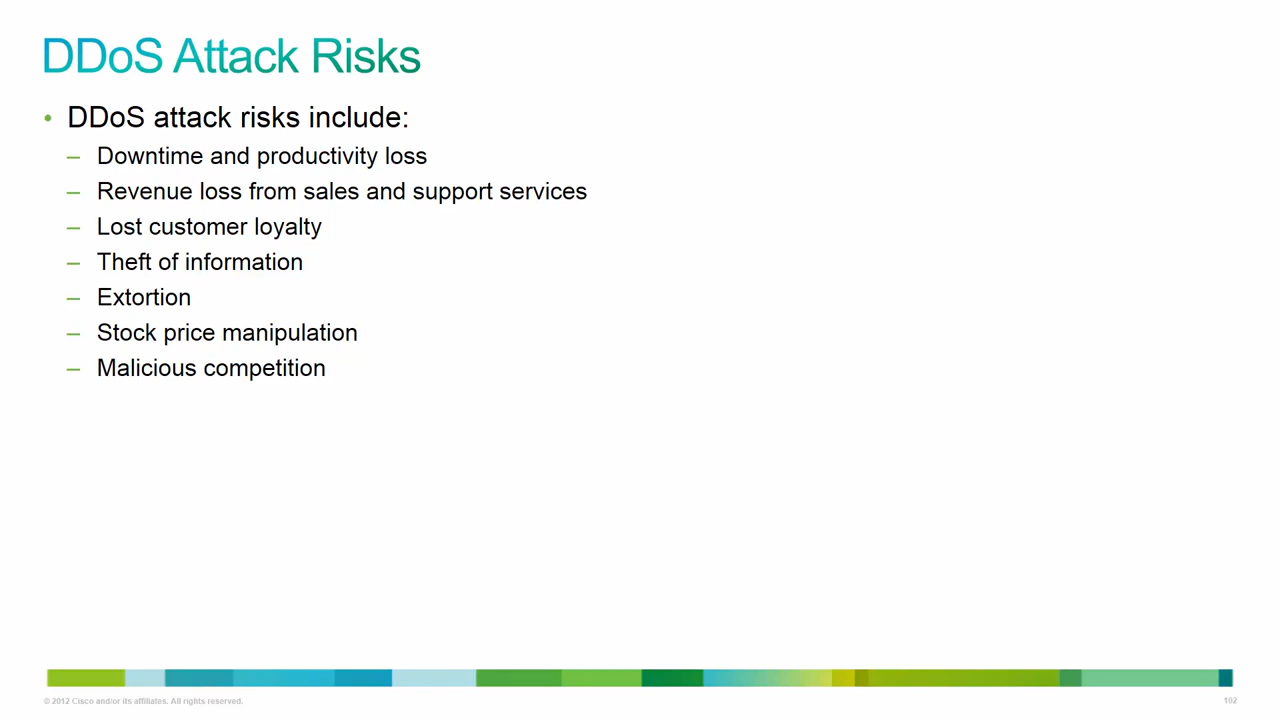 DDoS Attack Risks
• DDoS attack risks include:
– Downtime and productivity loss
– Revenue loss from sales and support services
– Lost customer loyalty
– Theft of information
– Extortion
– Stock price manipulation
– Malicious competition
© 2012 Cisco and/or its affiliates. All rights reserved.
102